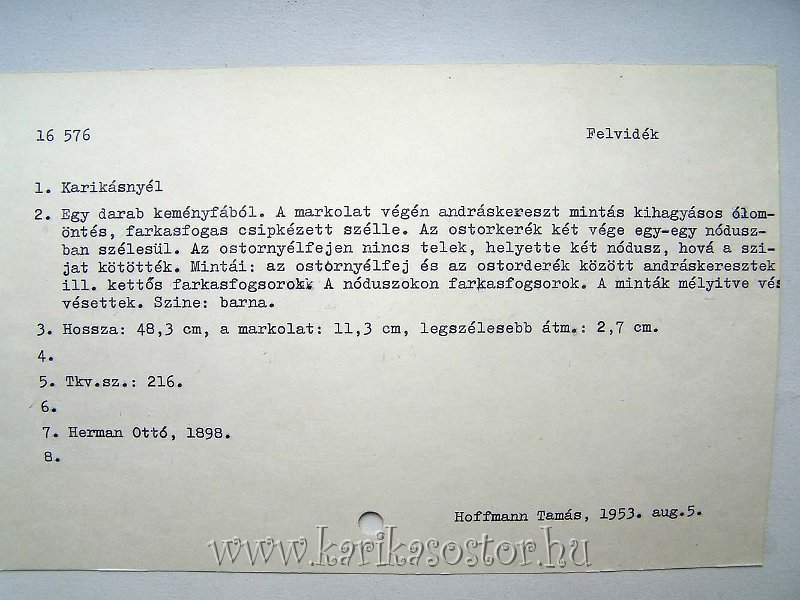 16 576 Felvidék
1. Karikásnyél
2. Egy darab keményfából. A markolat végén andráskereszt mintás kihagyásos ólom-
öntés, farkasfogas csipkézett szélle. Az ostorkerék két vége egy-egy nódusz-
ban szélesül. Az ostornyélfejen nincs telek, helyette két nódusz, hová a szi-
jat kötötték. Mintái: az ostornyélfej és az ostorderék között andráskeresztek
ill. kettős farkasfogsorok. A nóduszokon farkasfogsorok. A minták mélyitve vés
vésettek. Szine: barna.
3. Hossza: 48,3 cm, a markolat: 11,3 cm, legszélesebb átm.: 2,7 cm.
4.
5. Tkv.sz.: 216.
6.
7. Herman Ottó, 1898.
8.
Hoffmann Tamás, 1953. aug.5.
www.karikasostor.hu